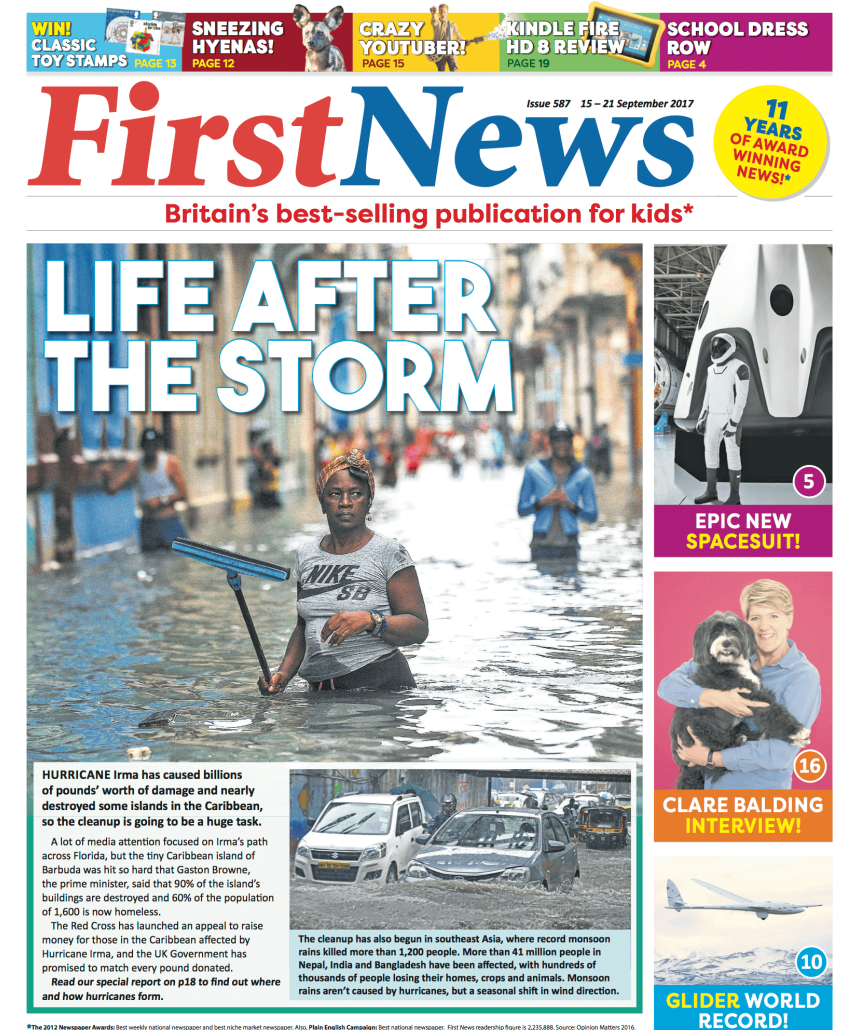 WIN!
CLASSIC
TOY STAMPS PAGE 13
SNEEZING
HYENAS!
PAGE 12
CRAZY
YOUTUBER!
PAGE 15
KINDLE FIRE
HD 8 REVIEW
PAGE 19
SCHOOL DRESS
ROW
PAGE 4
Issue 587 15 – 21 September 2017
FirstNews
11
YEARS
OF AWARD
WINNING
NEWS!*
Britain's best-selling publication for kids*
LIFE AFTER
THE STORM
NIKE
SB
5
EPIC NEW
SPACESUIT!
16
CLARE BALDING
INTERVIEW!
10
GLIDER WORLD
RECORD!
HURRICANE Irma has caused billions
of pounds' worth of damage and nearly
destroyed some islands in the Caribbean,
so the cleanup is going to be a huge task.
A lot of media attention focused on Irma's path
across Florida, but the tiny Caribbean island of
Barbuda was hit so hard that Gaston Browne,
the prime minister, said that 90% of the island's
buildings are destroyed and 60% of the population
of 1,600 is now homeless.
The Red Cross has launched an appeal to raise
money for those in the Caribbean affected by
Hurricane Irma, and the UK Government has
promised to match every pound donated.
Read our special report on p18 to find out where
and how hurricanes form.
The cleanup has also begun in southeast Asia, where record monsoon
rains killed more than 1,200 people. More than 41 million people in
Nepal, India and Bangladesh have been affected, with hundreds of
thousands of people losing their homes, crops and animals. Monsoon
rains aren't caused by hurricanes, but a seasonal shift in wind direction.
*The 2012 Newspaper Awards: Best weekly national newspaper and best niche market newspaper. Also, Plain English Campaign: Best national newspaper. First News readership figure is 2,235,888. Source: Opinion Matters 2016.